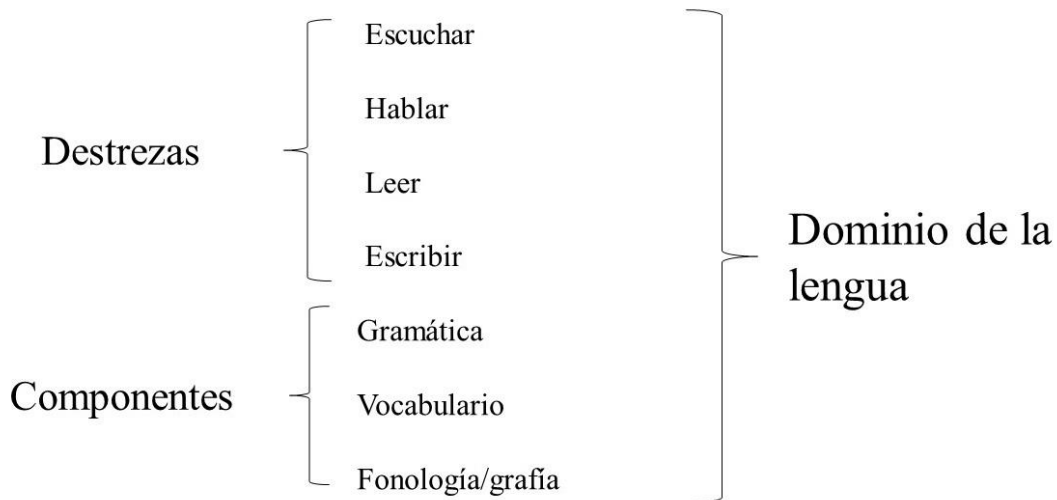 Destrezas
Escuchar
Hablar
Leer
Escribir
Componentes
Gramática
Vocabulario
Fonología/grafía
Dominio de la
lengua